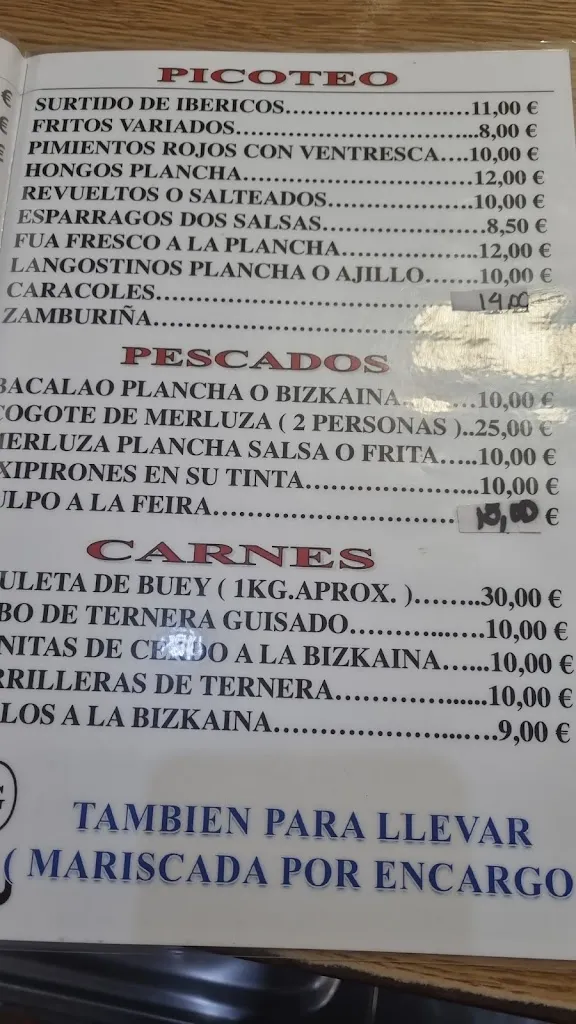 PICOTEO
SURTIDO DE IBERICOS.......................11,00 €
FRITOS VARIADOS..............................8,00 €
PIMIENTOS ROJOS CON VENTRESCA....10,00 €
HONGOS PLANCHA............................12,00 €
REVUELTOS O SALTEADOS..................10,00 €
ESPARRAGOS DOS SALSAS....................8,50 €
FUA FRESCO A LA PLANCHA................12,00 €
LANGOSTINOS PLANCHA O AJILLO.......10,00 €
CARACOLES.................................... 14,00
ZAMBURIÑA....................................
PESCADOS
BACALAO PLANCHA O BIZKAINA.......10,00 €
COGOTE DE MERLUZA ( 2 PERSONAS )..25,00 €
MERLUZA PLANCHA SALSA O FRITA.....10,00 €
XIPIRONES EN SU TINTA....................10,00 €
ULPO A LA FEIRA............................. €
CARNES
ULETA DE BUEY ( 1KG.APROX. )........30,00 €
BO DE TERNERA GUISADO................10,00 €
NITAS DE CERDO A LA BIZKAINA......10,00 €
RRILLERAS DE TERNERA..................10,00 €
LOS A LA BIZKAINA..........................9,00 €
TAMBIEN PARA LLEVAR
( MARISCADA POR ENCARGO